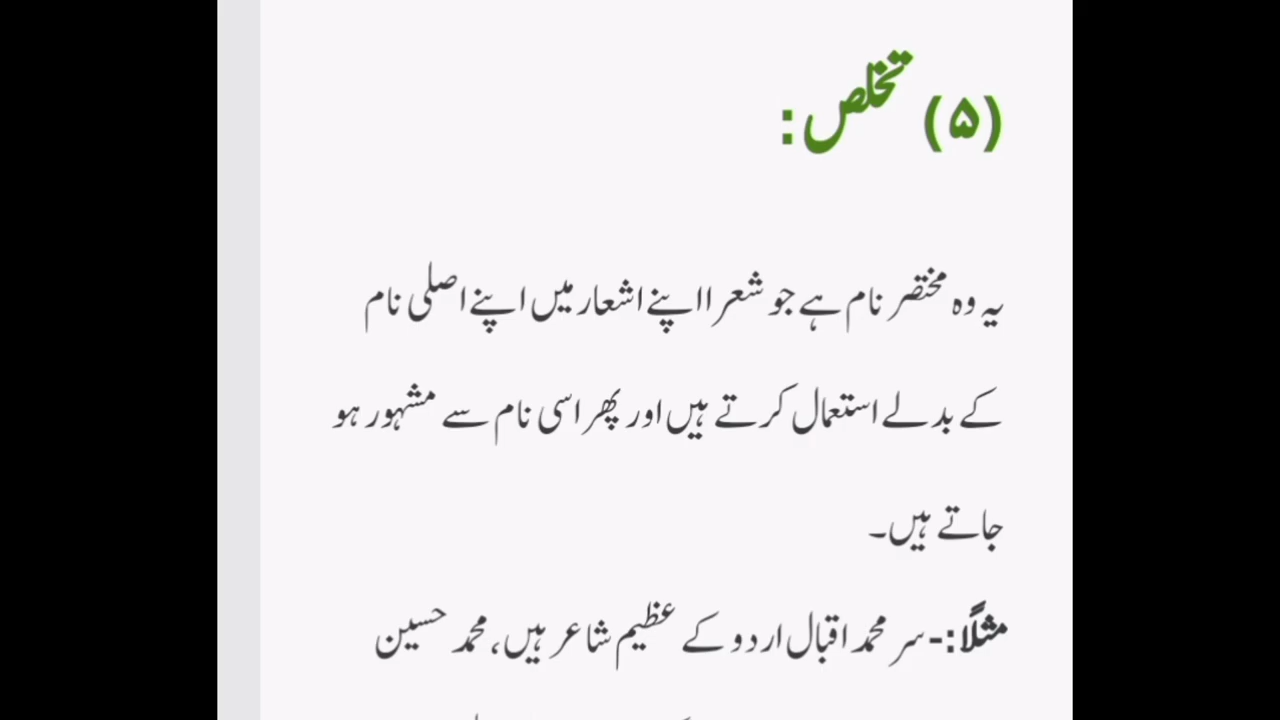 (۵) تخلص :
یہ وہ مختصر نام ہے جو شعرا اپنے اشعار میں اپنے اصلی نام
کے بدلے استعمال کرتے ہیں اور پھر اسی نام سے مشہور ہو
جاتے ہیں۔
مثلاً:- سر محمد اقبال اردو کے عظیم شاعر ہیں، محمد حسین